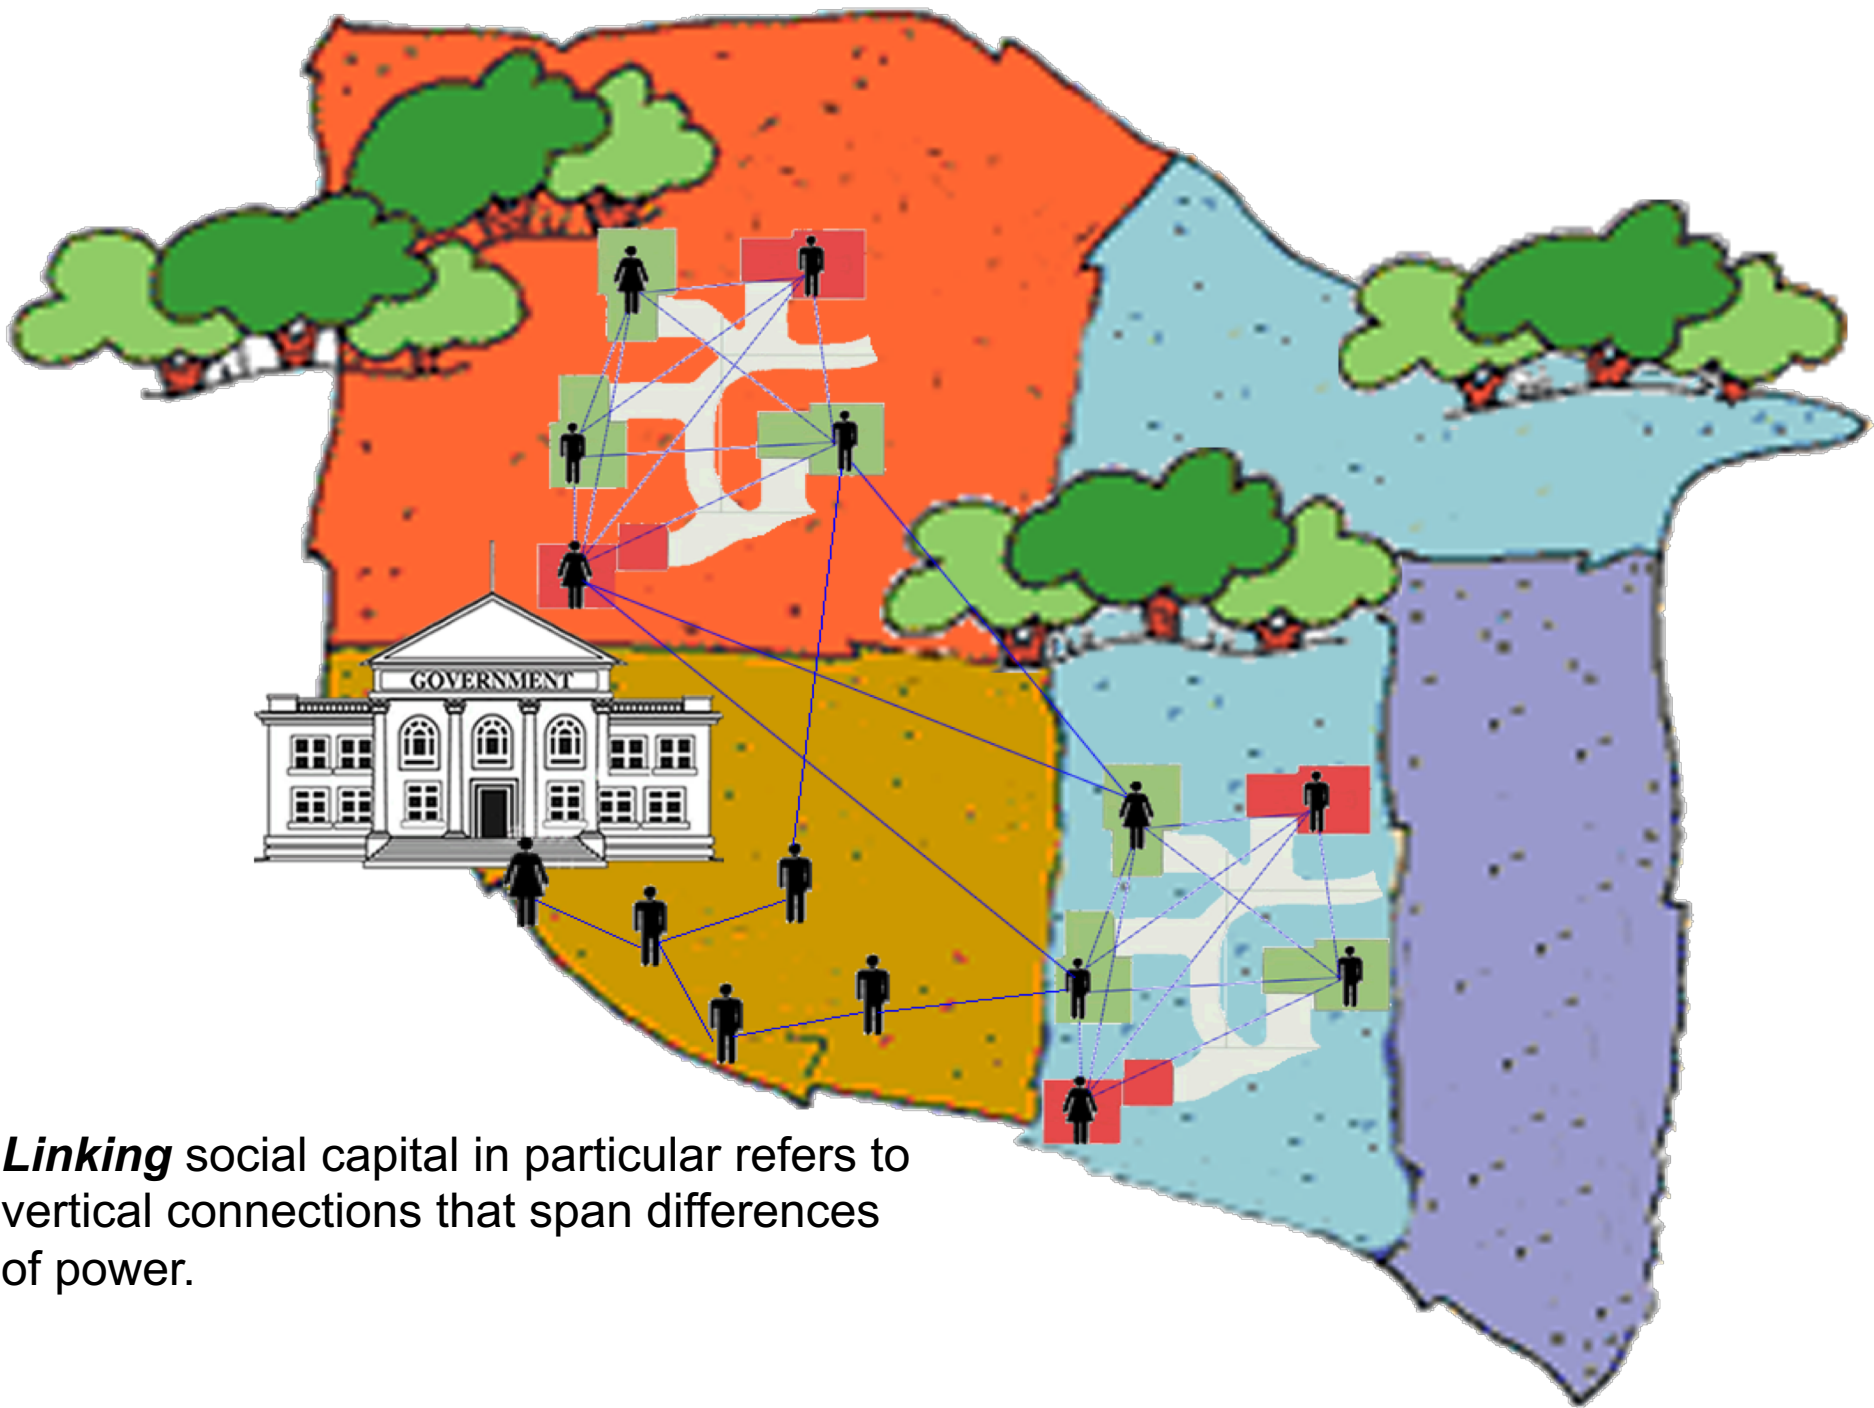 GOVERNMENT
Linking social capital in particular refers to
vertical connections that span differences
of power.